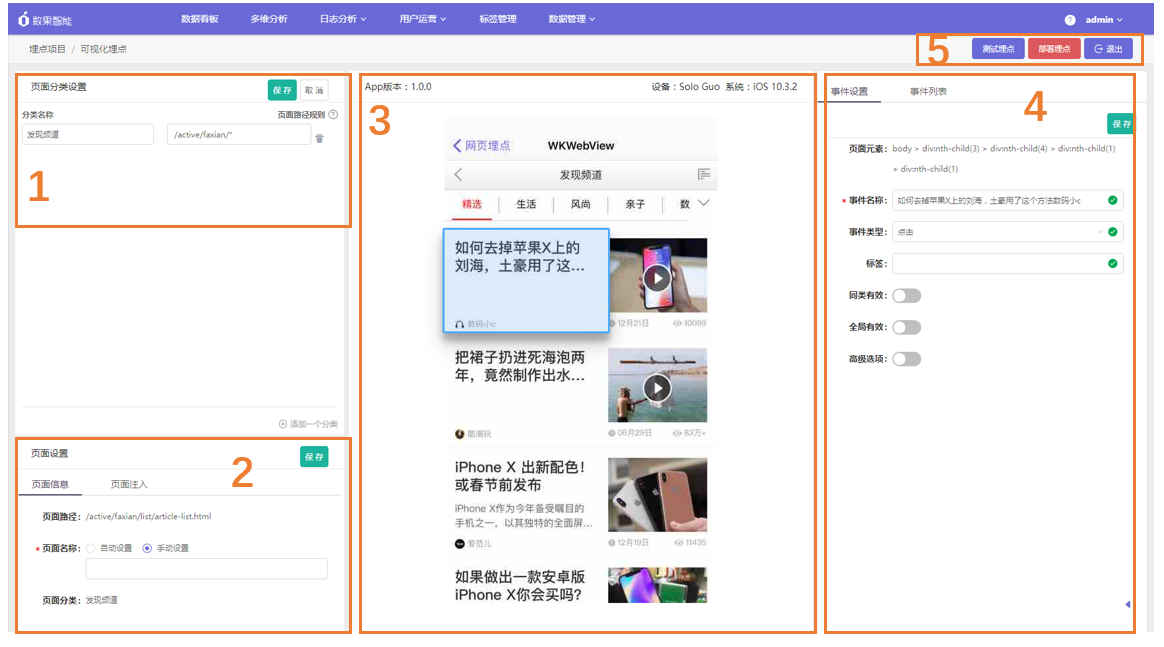 数果智能 数据看板 多维分析 日志分析 用户运营 标签管理 数据管理 ? admin
埋点项目 / 可视化埋点
5 测试埋点 部署埋点 退出
页面分类设置 保存 取消
分类名称 页面路径规则 ?
发现频道 /active/faxian/*
1
添加一个分类
页面设置 保存
2
页面信息 页面注入
页面路径: /active/faxian/list/article-list.html
* 页面名称: 自动设置 手动设置
页面分类: 发现频道
App版本：1.0.0 设备：Solo Guo 系统：iOS 10.3.2
3
网页埋点 WKWebView
发现频道
精选 生活 风尚 亲子 数
如何去掉苹果X上的
刘海，土豪用了这...
数码小c 12月21日 10099
把裙子扔进死海泡两
年，竟然制作出水...
酷潮玩 06月29日 83万+
iPhone X 出新配色！
或春节前发布
iPhone X作为今年备受瞩目的
手机之一，以其独特的全面屏...
爱范儿 12月19日 11435
如果做出一款安卓版
iPhone X你会买吗？
事件设置 事件列表
4
保存
页面元素: body > div:nth-child(3) > div:nth-child(4) > div:nth-child(1)
> div:nth-child(1)
* 事件名称: 如何去掉苹果X上的刘海，土豪用了这个方法数码小c
事件类型: 点击
标签:
同类有效:
全局有效:
高级选项: